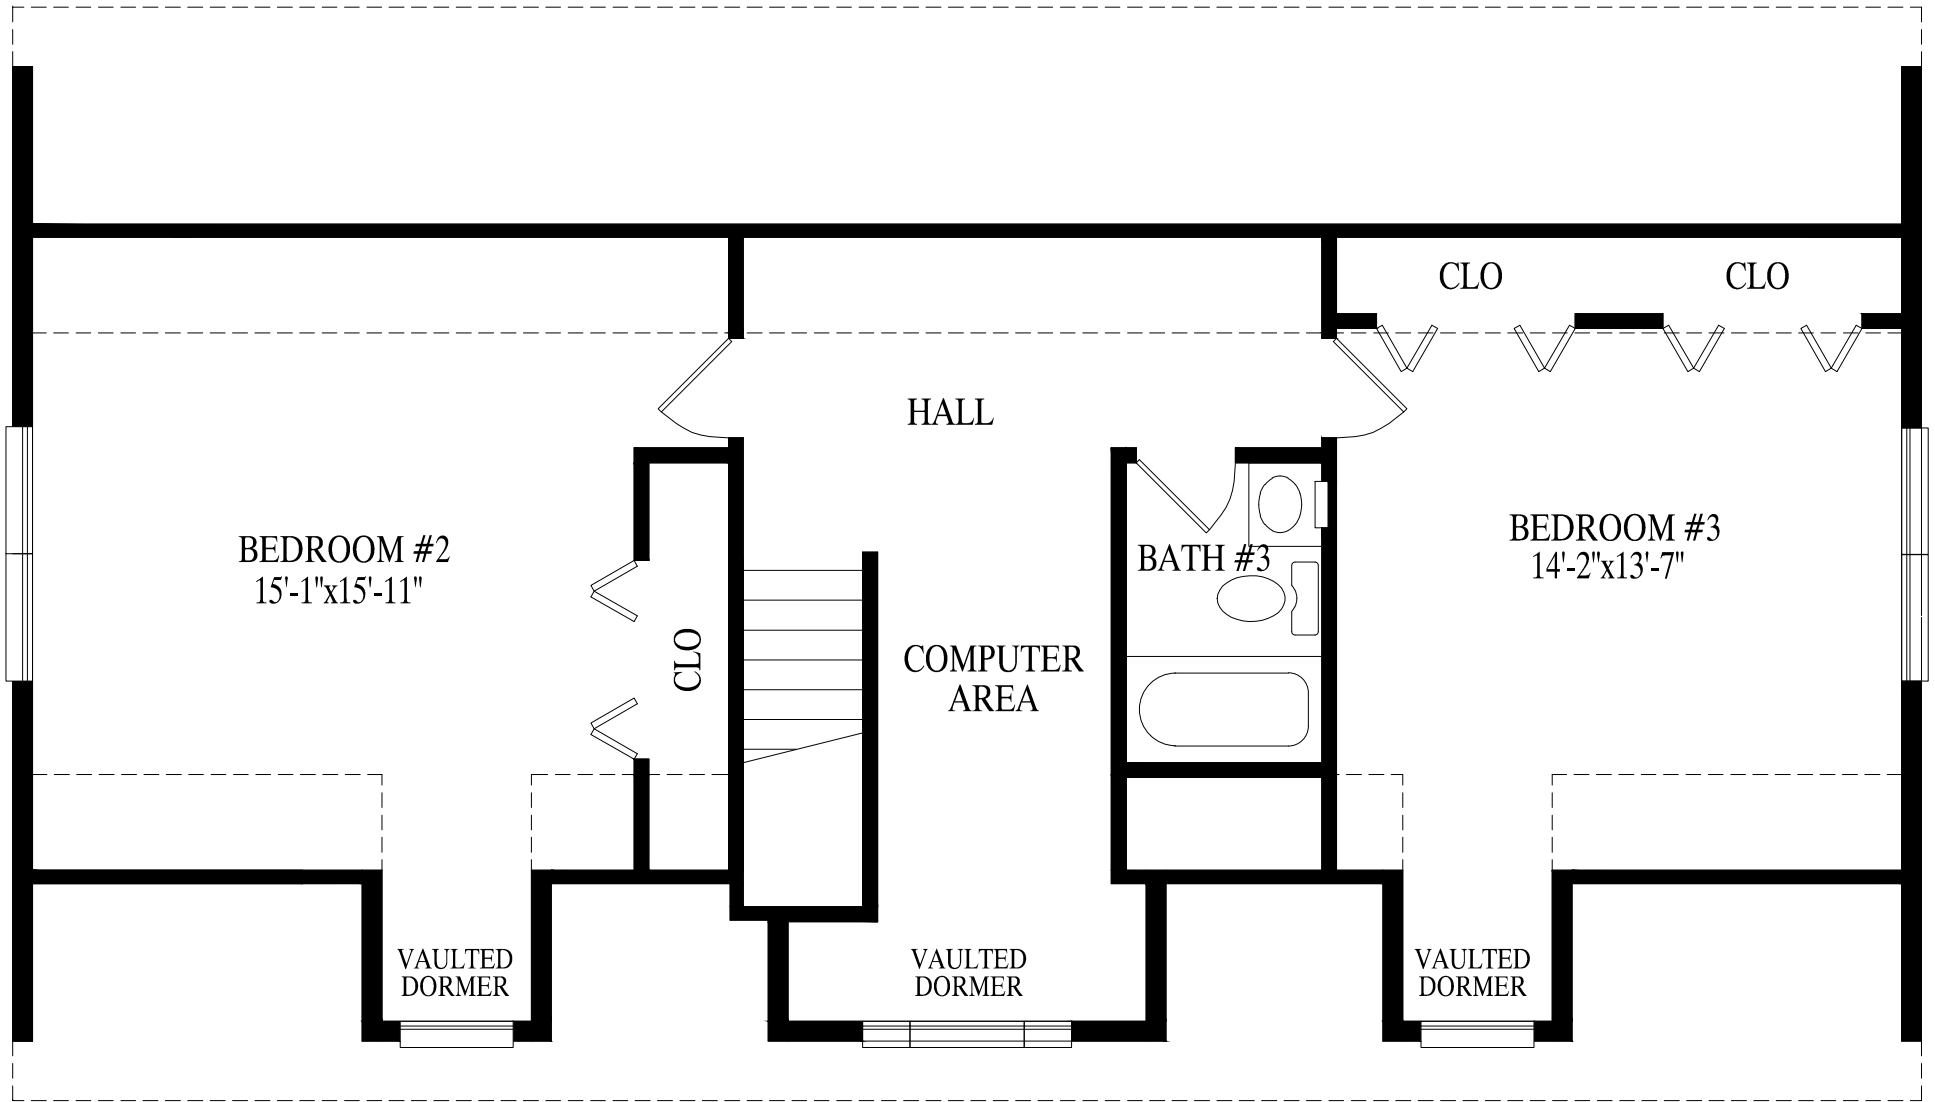 CLO
CLO
HALL
BEDROOM #2
15'-1"x15'-11"
BATH #3
BEDROOM #3
14'-2"x13'-7"
CLO
COMPUTER
AREA
VAULTED
DORMER
VAULTED
DORMER
VAULTED
DORMER